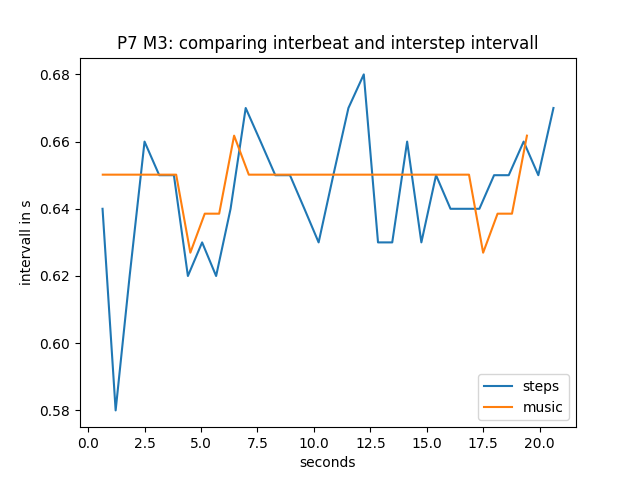 P7 M3: comparing interbeat and interstep intervall
0.68
0.66
0.64
0.62
0.60
0.58
intervall in s
0.0 2.5 5.0 7.5 10.0 12.5 15.0 17.5 20.0
seconds
steps
music